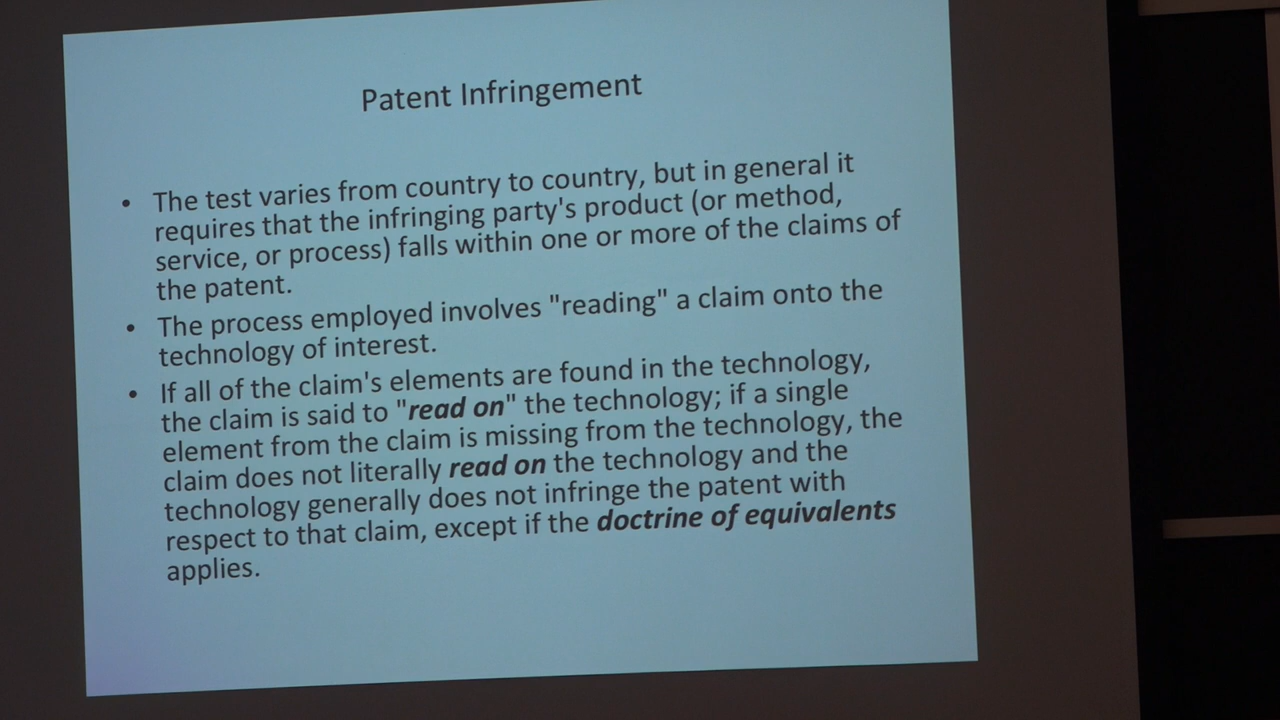 Patent Infringement
• The test varies from country to country, but in general it
requires that the infringing party's product (or method,
service, or process) falls within one or more of the claims of
the patent.
• The process employed involves "reading" a claim onto the
technology of interest.
• If all of the claim's elements are found in the technology,
the claim is said to "read on" the technology; if a single
element from the claim is missing from the technology, the
claim does not literally read on the technology and the
technology generally does not infringe the patent with
respect to that claim, except if the doctrine of equivalents
applies.